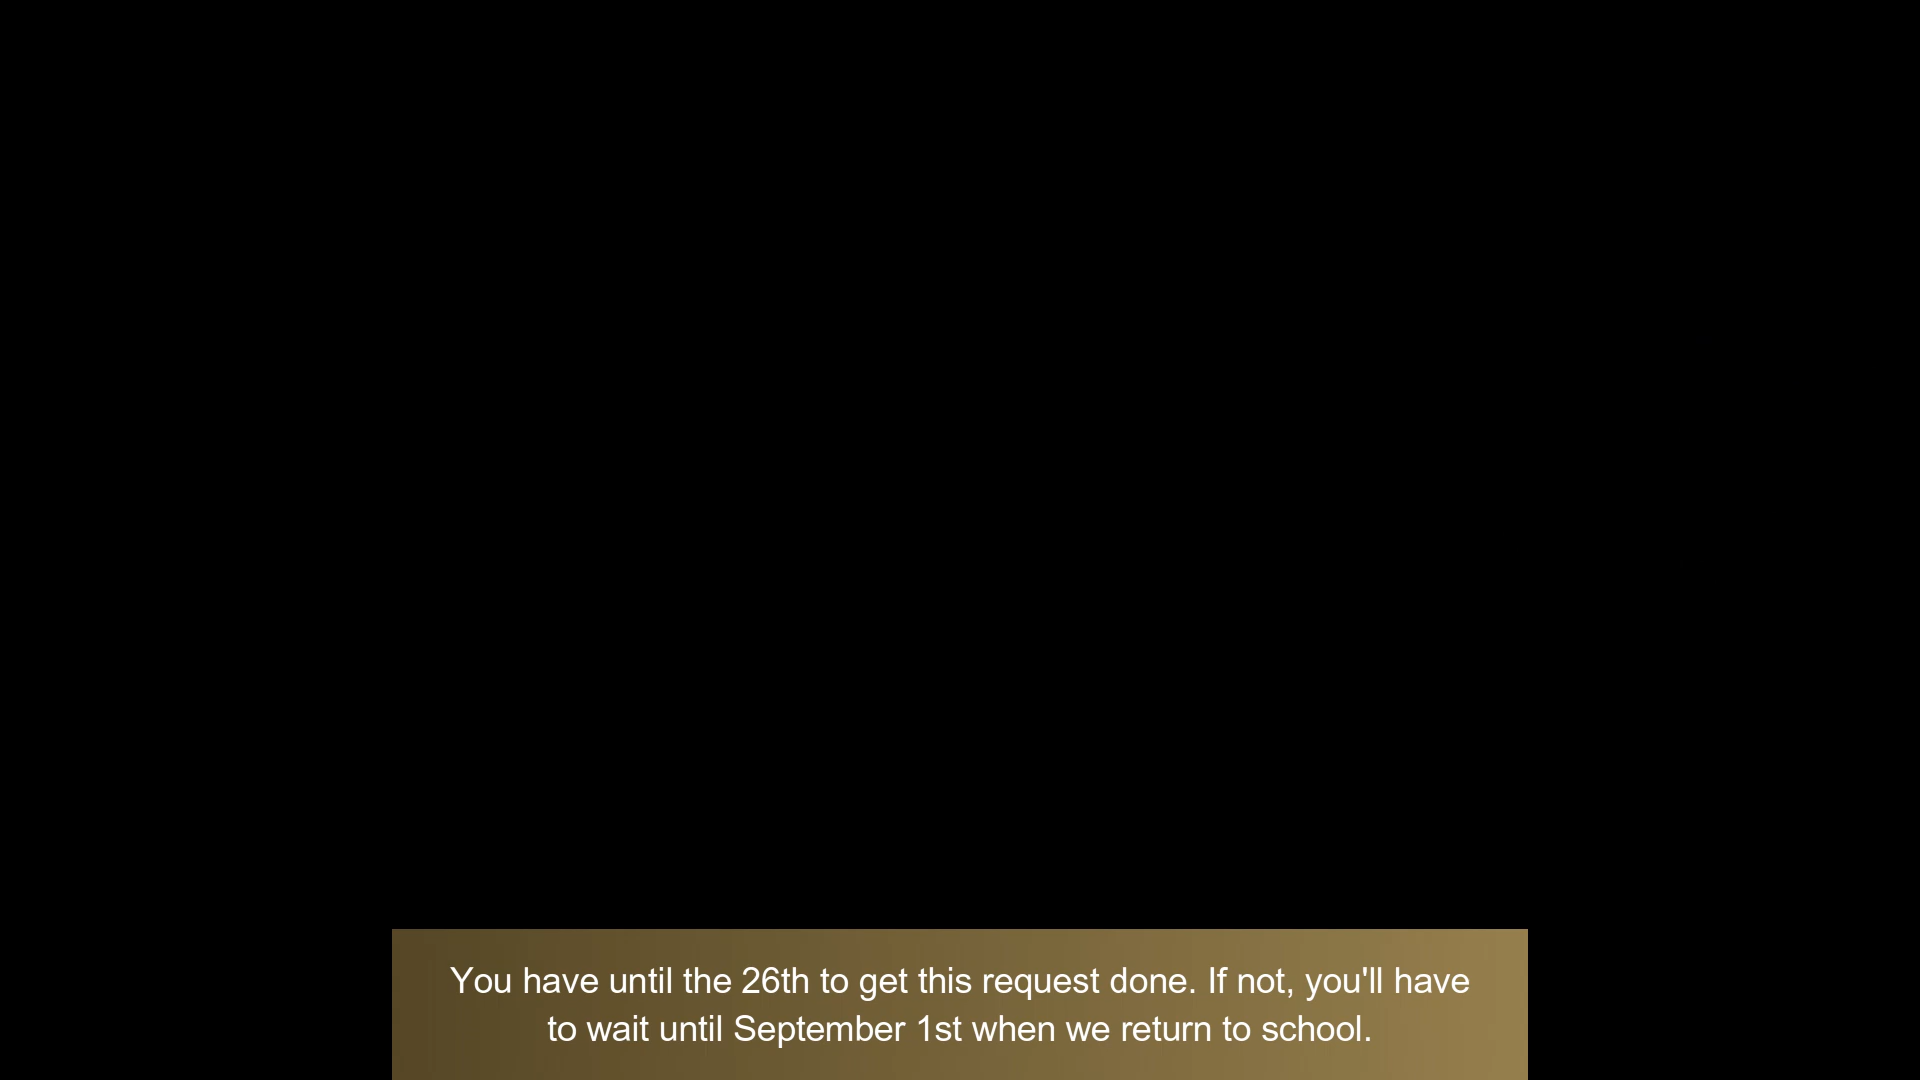 You have until the 26th to get this request done. If not, you'll have
to wait until September 1st when we return to school.